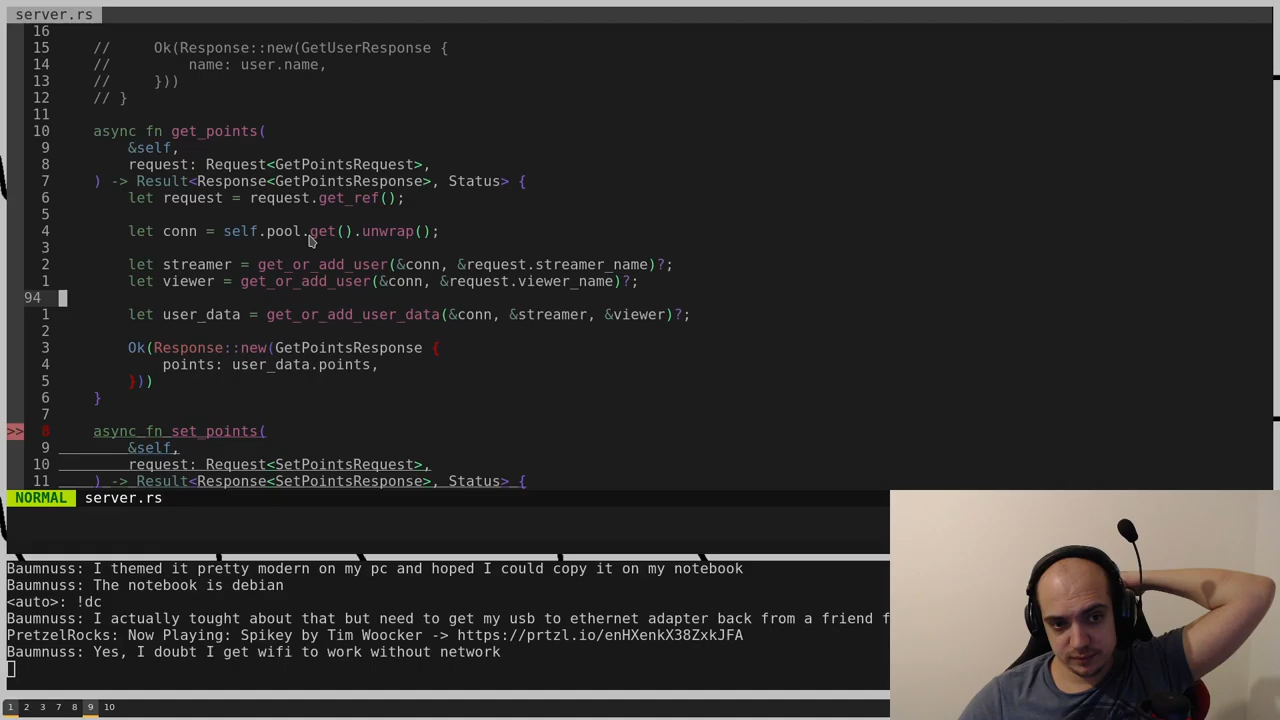 server.rs
16
15 // Ok(Response::new(GetUserResponse {
14 // name: user.name,
13 // }))
12 // }
11
10 async fn get_points(
9 &self,
8 request: Request<GetPointsRequest>,
7 ) -> Result<Response<GetPointsResponse>, Status> {
6 let request = request.get_ref();
5
4 let conn = self.pool.get().unwrap();
3
2 let streamer = get_or_add_user(&conn, &request.streamer_name)?;
1 let viewer = get_or_add_user(&conn, &request.viewer_name)?;
94
1 let user_data = get_or_add_user_data(&conn, &streamer, &viewer)?;
2
3 Ok(Response::new(GetPointsResponse {
4 points: user_data.points,
5 }))
6 }
7
>> 8 async fn set_points(
9 &self,
10 request: Request<SetPointsRequest>,
11 ) -> Result<Response<SetPointsResponse>, Status> {
NORMAL server.rs
Baumnuss: I themed it pretty modern on my pc and hoped I could copy it on my notebook
Baumnuss: The notebook is debian
<auto>: !dc
Baumnuss: I actually tought about that but need to get my usb to ethernet adapter back from a friend f
PretzelRocks: Now Playing: Spikey by Tim Woocker -> https://prtzl.io/enHXenkX38ZxkJFA
Baumnuss: Yes, I doubt I get wifi to work without network
1 2 3 4 7 8 9 10